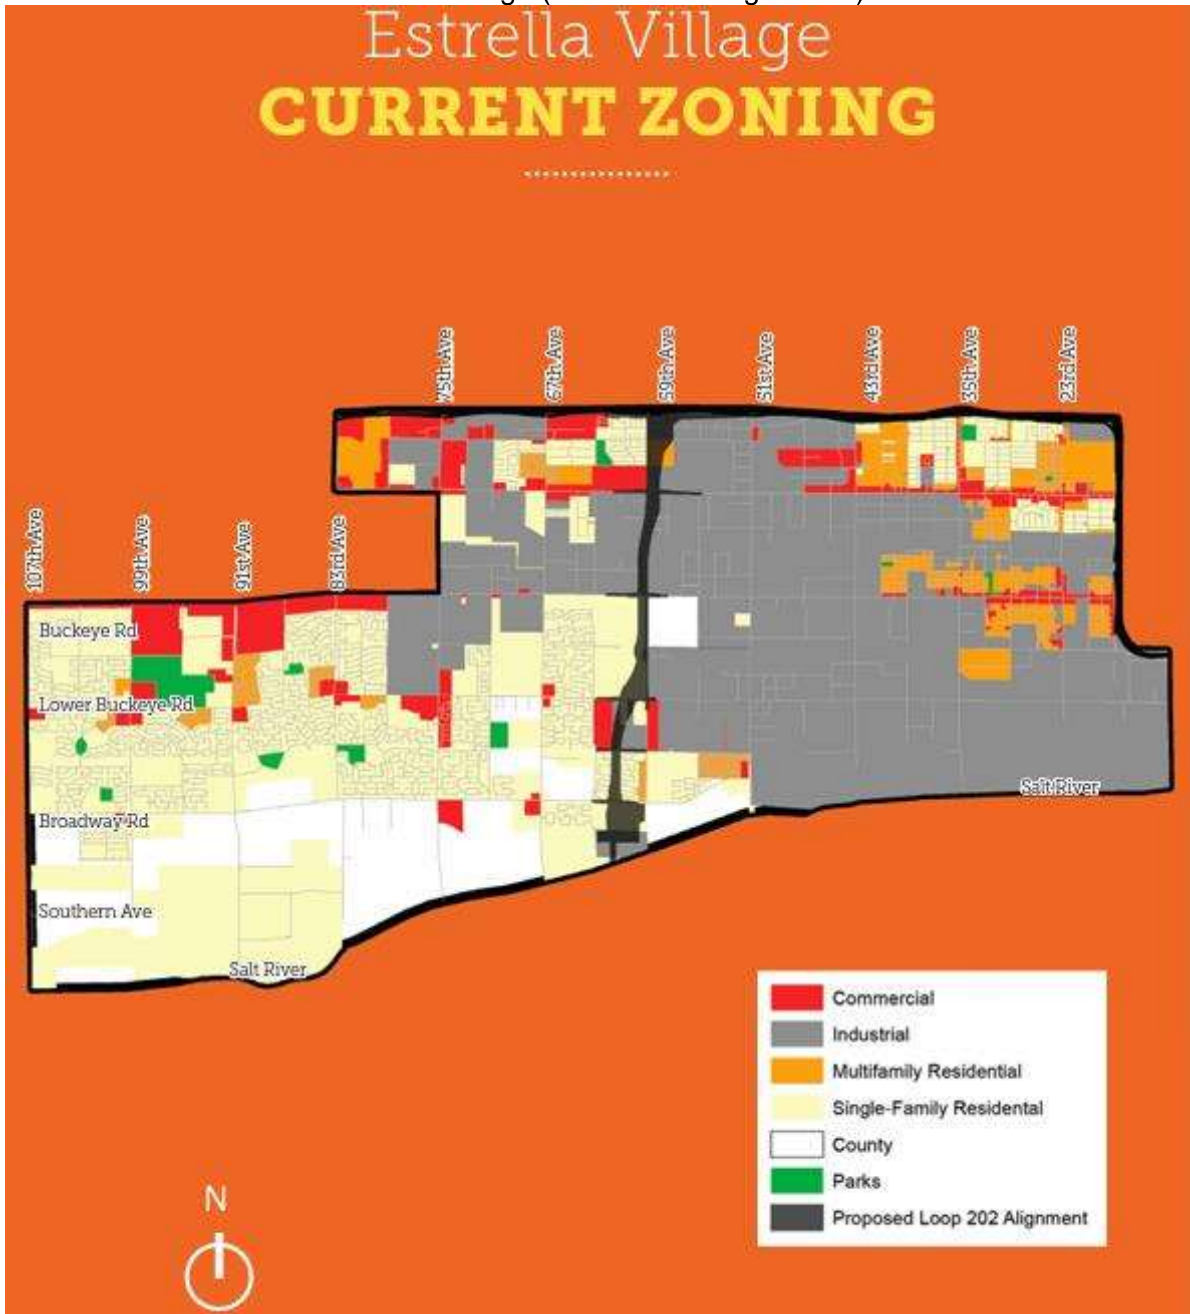 Estrella Village
CURRENT ZONING
75th Ave
67th Ave
59th Ave
51st Ave
43rd Ave
35th Ave
23rd Ave
107th Ave
99th Ave
91st Ave
83rd Ave
Buckeye Rd
Lower Buckeye Rd
Salt River
Broadway Rd
Southern Ave
Salt River
Commercial
Industrial
Multifamily Residential
Single-Family Residental
County
Parks
Proposed Loop 202 Alignment
N